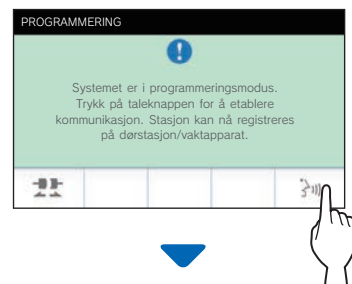 PROGRAMMERING
Systemet er i programmeringsmodus.
Trykk på taleknappen for å etablere
kommunikasjon. Stasjon kan nå registreres
på dørstasjon/vaktapparat.